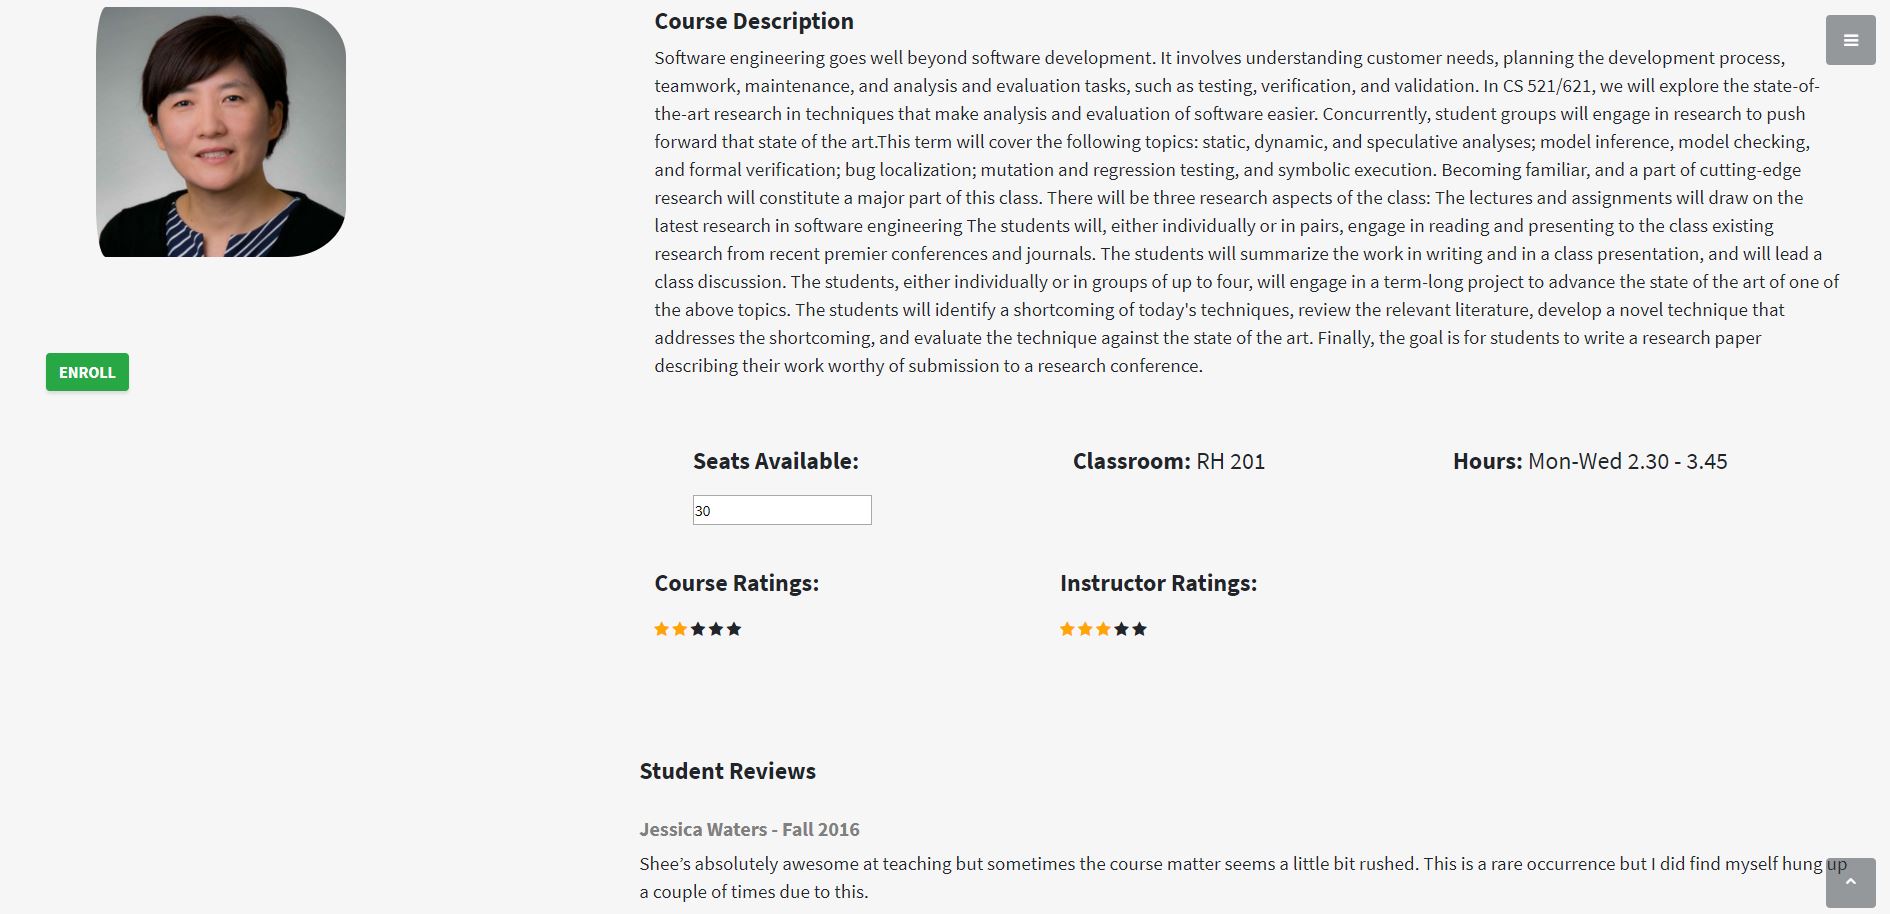 Course Description
Software engineering goes well beyond software development. It involves understanding customer needs, planning the development process,
teamwork, maintenance, and analysis and evaluation tasks, such as testing, verification, and validation. In CS 521/621, we will explore the state-of-
the-art research in techniques that make analysis and evaluation of software easier. Concurrently, student groups will engage in research to push
forward that state of the art.This term will cover the following topics: static, dynamic, and speculative analyses; model inference, model checking,
and formal verification; bug localization; mutation and regression testing, and symbolic execution. Becoming familiar, and a part of cutting-edge
research will constitute a major part of this class. There will be three research aspects of the class: The lectures and assignments will draw on the
latest research in software engineering The students will, either individually or in pairs, engage in reading and presenting to the class existing
research from recent premier conferences and journals. The students will summarize the work in writing and in a class presentation, and will lead a
class discussion. The students, either individually or in groups of up to four, will engage in a term-long project to advance the state of the art of one of
the above topics. The students will identify a shortcoming of today's techniques, review the relevant literature, develop a novel technique that
addresses the shortcoming, and evaluate the technique against the state of the art. Finally, the goal is for students to write a research paper
describing their work worthy of submission to a research conference.
ENROLL
Seats Available:
30
Classroom: RH 201
Hours: Mon-Wed 2.30 - 3.45
Course Ratings:
Instructor Ratings:
Student Reviews
Jessica Waters - Fall 2016
Shee’s absolutely awesome at teaching but sometimes the course matter seems a little bit rushed. This is a rare occurrence but I did find myself hung up
a couple of times due to this.